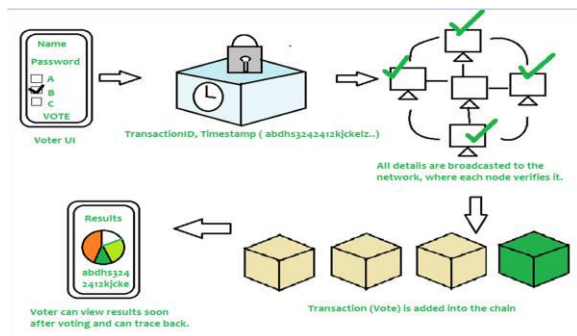 Name
Password
A
B
C
VOTE
Voter UI
TransactionID, Timestamp ( abdhs3242412kjckelz..)
All details are broadcasted to the
network, where each node verifies it.
Results
abdhs324
2412kjcke
Voter can view results soon
after voting and can trace back.
Transaction (Vote) is added into the chain